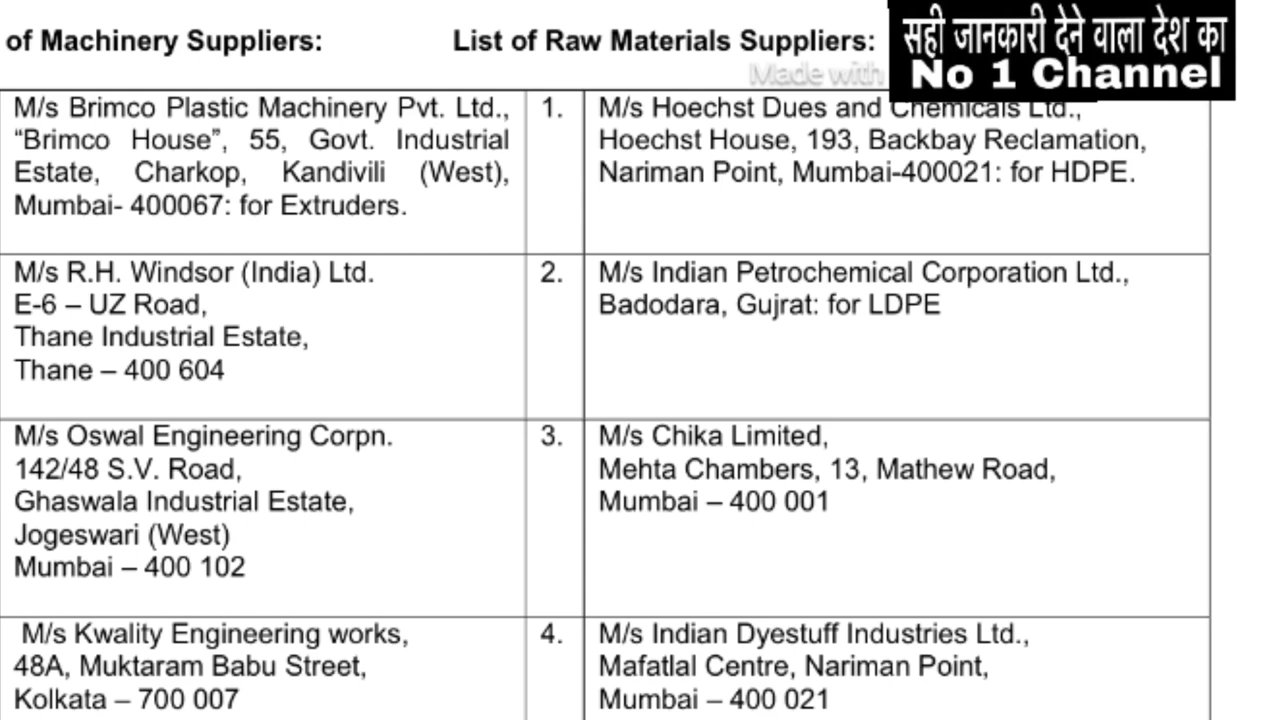 of Machinery Suppliers:
List of Raw Materials Suppliers:
सही जानकारी देने वाला देश का
No 1 Channel
Made with
M/s Brimco Plastic Machinery Pvt. Ltd.,
“Brimco House”, 55, Govt. Industrial
Estate, Charkop, Kandivili (West),
Mumbai- 400067: for Extruders.
1.
M/s Hoechst Dues and Chemicals Ltd.,
Hoechst House, 193, Backbay Reclamation,
Nariman Point, Mumbai-400021: for HDPE.
M/s R.H. Windsor (India) Ltd.
E-6 – UZ Road,
Thane Industrial Estate,
Thane – 400 604
2.
M/s Indian Petrochemical Corporation Ltd.,
Badodara, Gujrat: for LDPE
M/s Oswal Engineering Corpn.
142/48 S.V. Road,
Ghaswala Industrial Estate,
Jogeswari (West)
Mumbai – 400 102
3.
M/s Chika Limited,
Mehta Chambers, 13, Mathew Road,
Mumbai – 400 001
M/s Kwality Engineering works,
48A, Muktaram Babu Street,
Kolkata – 700 007
4.
M/s Indian Dyestuff Industries Ltd.,
Mafatlal Centre, Nariman Point,
Mumbai – 400 021